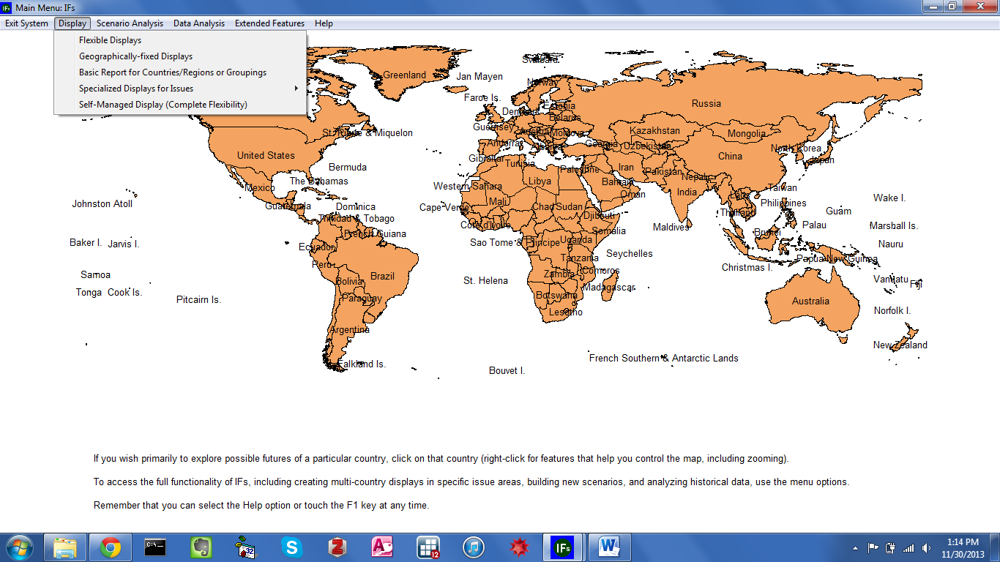 Main Menu: IFs
Exit System Display Scenario Analysis Data Analysis Extended Features Help
Flexible Displays
Geographically-fixed Displays
Basic Report for Countries/Regions or Groupings
Specialized Displays for Issues
Self-Managed Display (Complete Flexibility)
Svalbard
Greenland
Jan Mayen
Norway
Faroe Is.
Estonia
Russia
Denmark
Belarus
Guernsey
Austria
Moldova
Kazakhstan
Mongolia
St. Pierre & Miquelon
Andorra
Albania
Georgia
Uzbekistan
North Korea
United States
Gibraltar
China
Japan
Bermuda
Tunisia
Palestine
Iran
Pakistan
Nepal
The Bahamas
Western Sahara
Libya
Bahrain
Mexico
Taiwan
India
Oman
Laos
Johnston Atoll
Guatemala
Dominica
Cape Verde
Mali
Chad
Sudan
Philippines
Wake I.
Thailand
Guam
Trinidad & Tobago
Djibouti
Cote d'Ivoire
Maldives
Palau
Marshall Is.
French Guiana
Somalia
Brunei
Baker I.
Jarvis I.
Ecuador
Sao Tome & Principe
Uganda
Nauru
Seychelles
Tanzania
Papua New Guinea
Peru
Christmas I.
Samoa
Brazil
Bolivia
St. Helena
Zambia
Comoros
Vanuatu
Fiji
Tonga
Cook Is.
Pitcairn Is.
Paraguay
Botswana
Madagascar
Australia
Lesotho
Norfolk I.
Argentina
New Zealand
Falkland Is.
French Southern & Antarctic Lands
Bouvet I.
If you wish primarily to explore possible futures of a particular country, click on that country (right-click for features that help you control the map, including zooming).
To access the full functionality of IFs, including creating multi-country displays in specific issue areas, building new scenarios, and analyzing historical data, use the menu options.
Remember that you can select the Help option or touch the F1 key at any time.
C:\
32
12
IFs
1:14 PM
11/30/2013